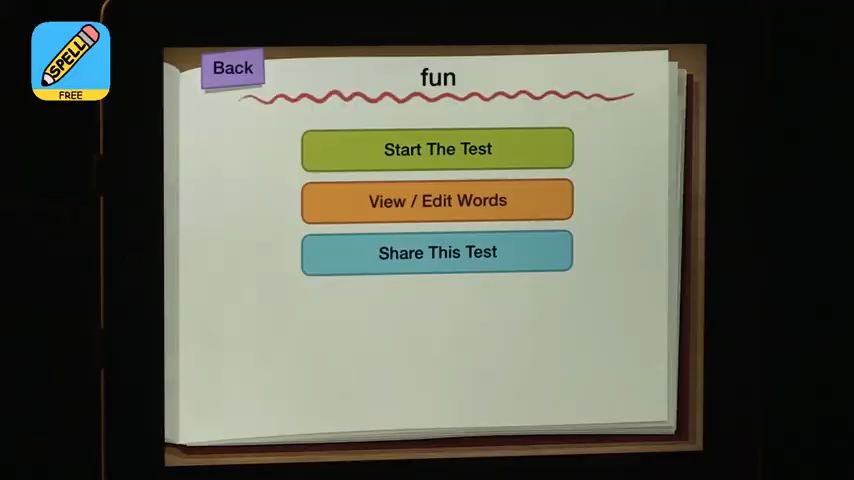 SPELL
FREE
Back
fun
Start The Test
View / Edit Words
Share This Test